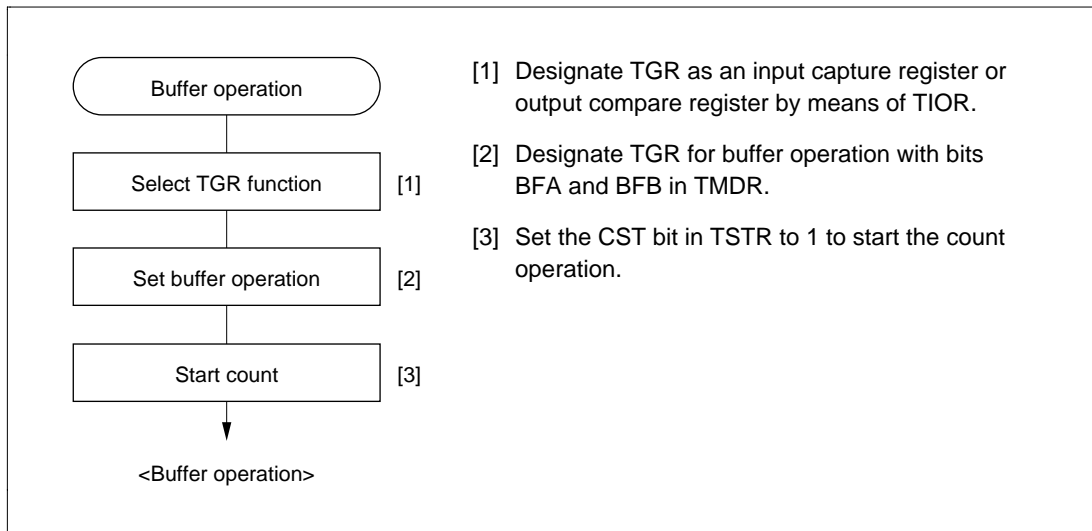 Buffer operation
Select TGR function
[1]
Set buffer operation
[2]
Start count
[3]
<Buffer operation>
[1] Designate TGR as an input capture register or
output compare register by means of TIOR.
[2] Designate TGR for buffer operation with bits
BFA and BFB in TMDR.
[3] Set the CST bit in TSTR to 1 to start the count
operation.